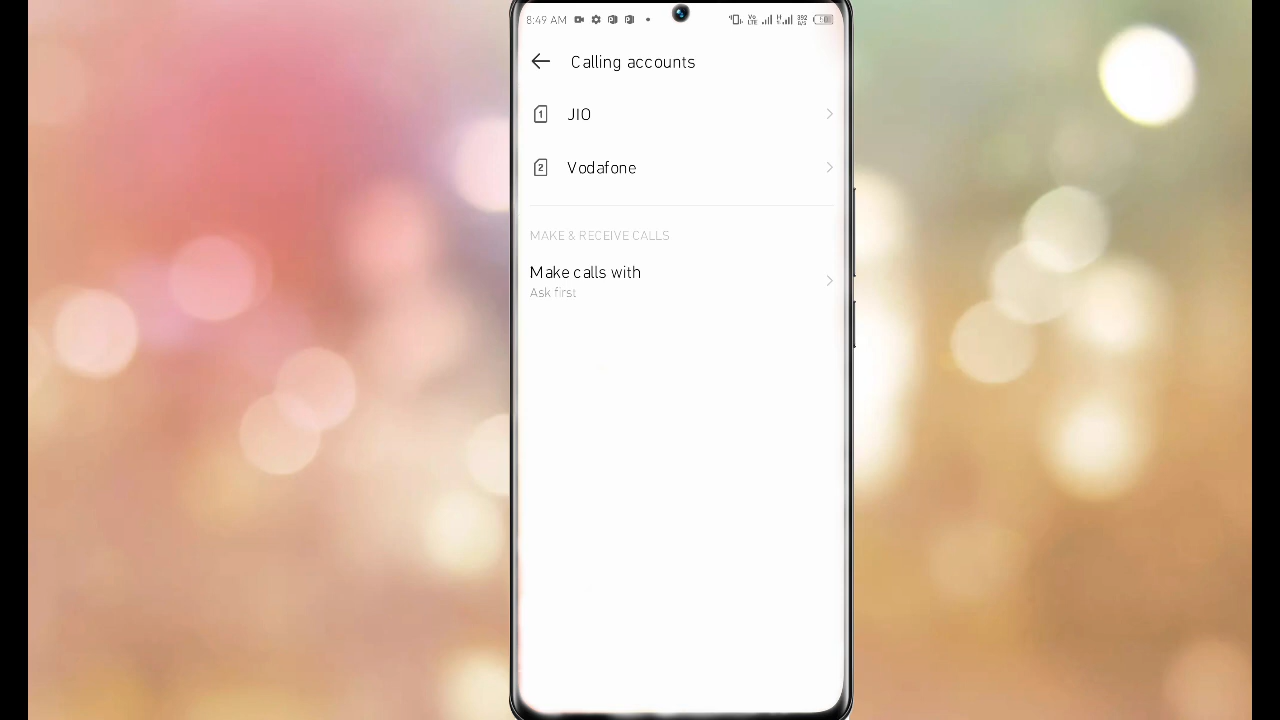 8:49 AM
Calling accounts
1 JIO
2 Vodafone
MAKE & RECEIVE CALLS
Make calls with
Ask first